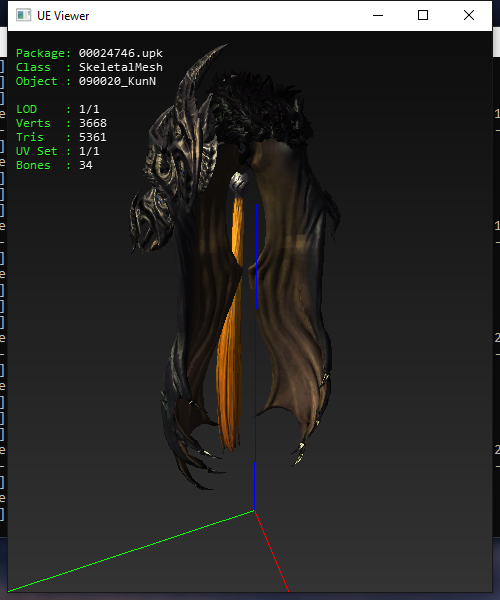 UE Viewer
Package: 00024746.upk
Class  : SkeletalMesh
Object : 090020_KunN
LOD    : 1/1
Verts  : 3668
Tris   : 5361
UV Set : 1/1
Bones  : 34